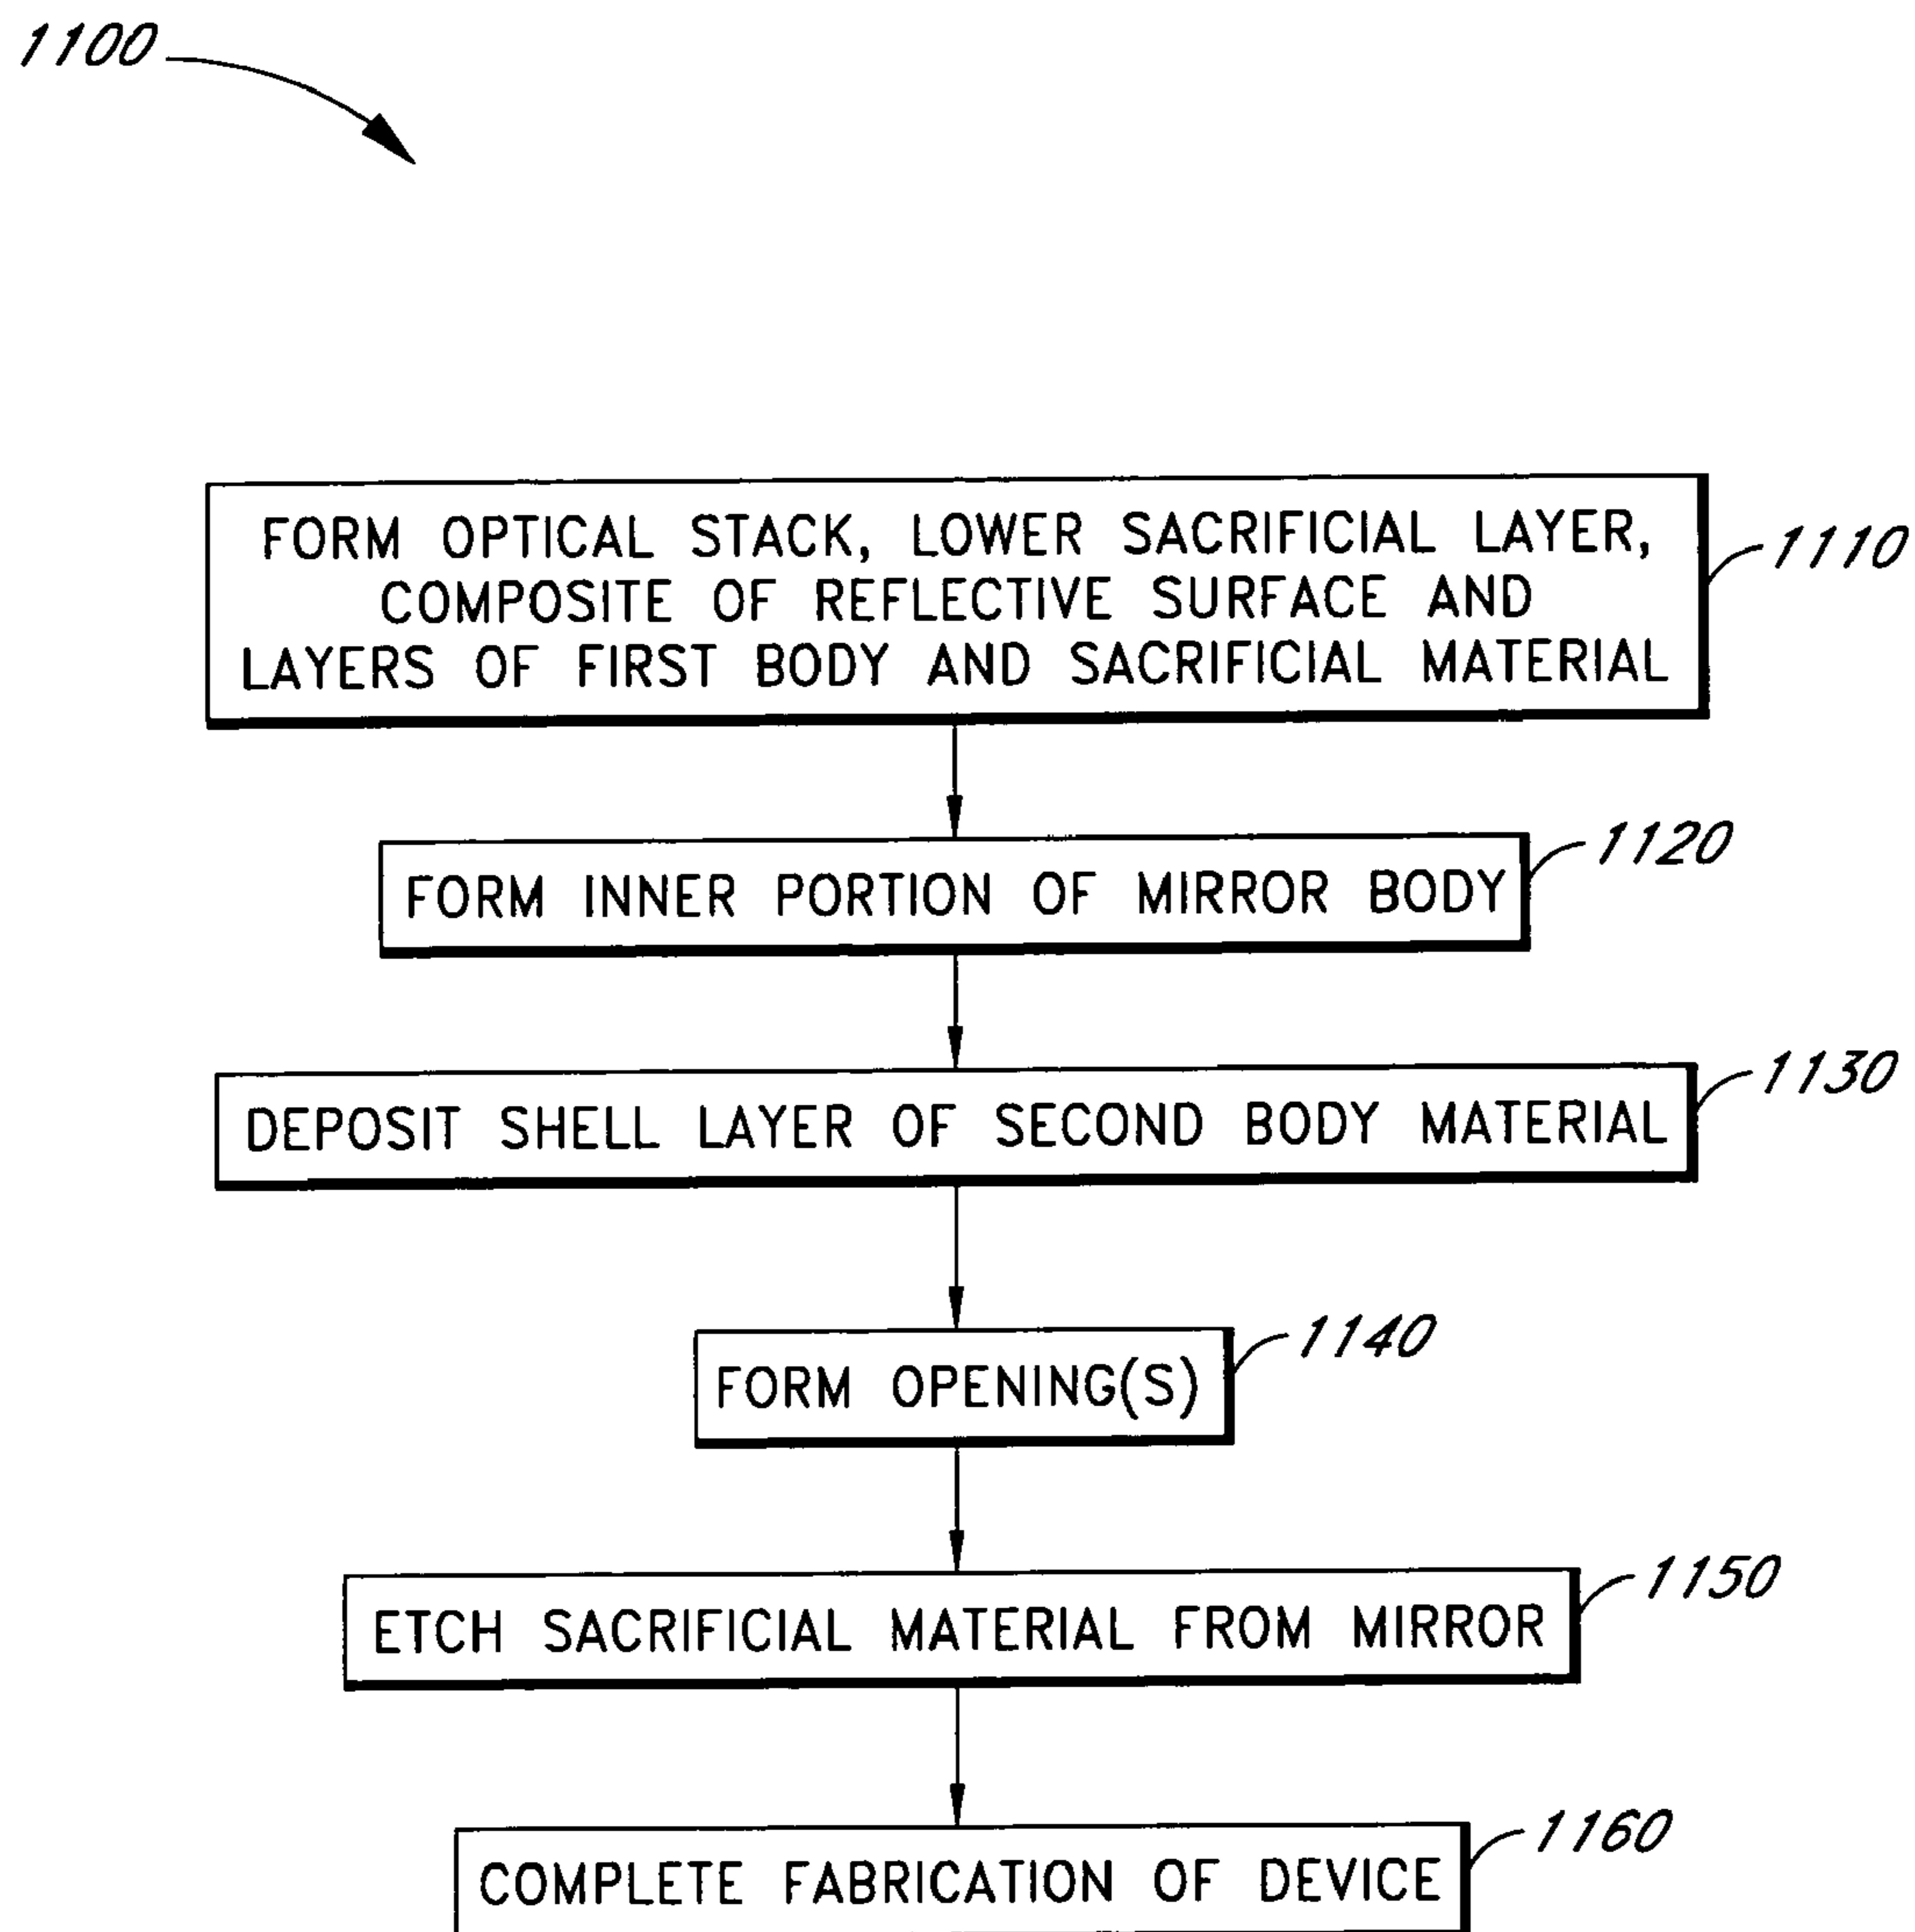 1100
FORM OPTICAL STACK, LOWER SACRIFICIAL LAYER,
COMPOSITE OF REFLECTIVE SURFACE AND
LAYERS OF FIRST BODY AND SACRIFICIAL MATERIAL
1110
FORM INNER PORTION OF MIRROR BODY
1120
DEPOSIT SHELL LAYER OF SECOND BODY MATERIAL
1130
FORM OPENING(S)
1140
ETCH SACRIFICIAL MATERIAL FROM MIRROR
1150
COMPLETE FABRICATION OF DEVICE
1160